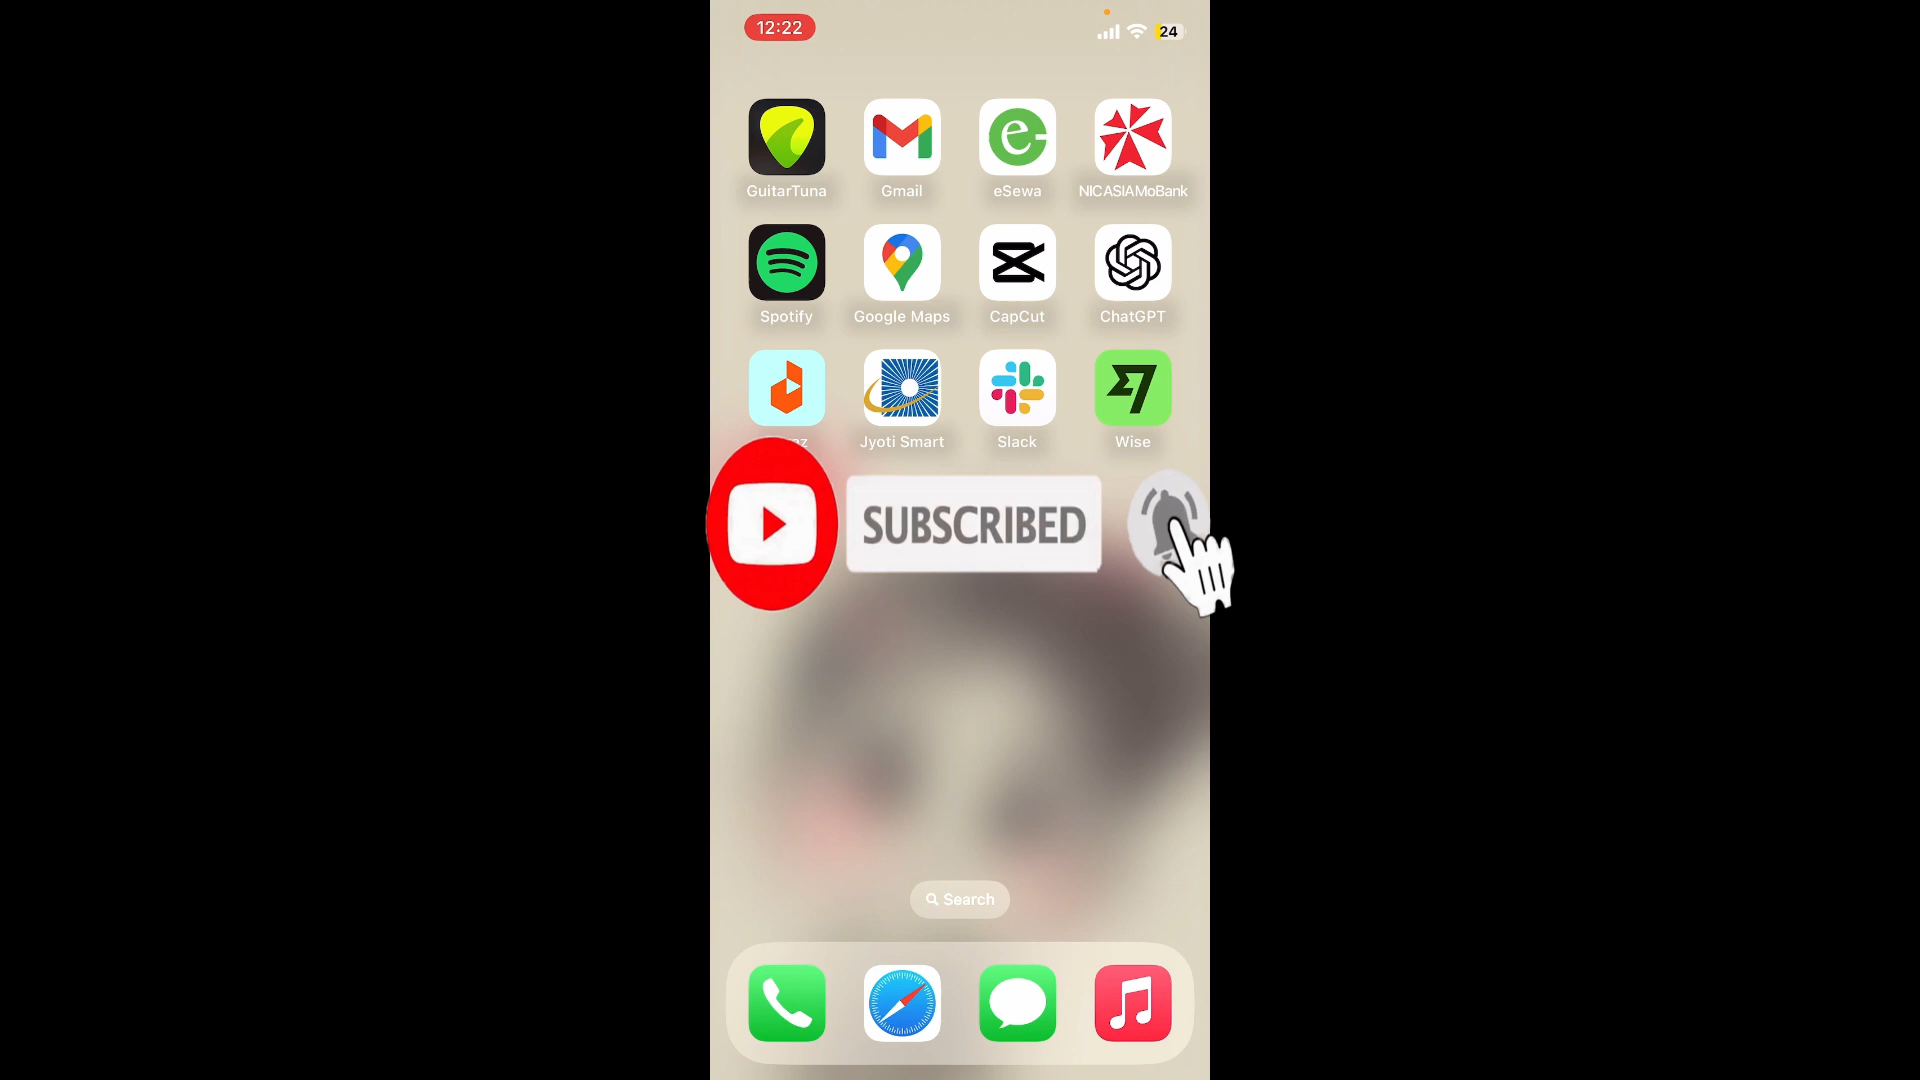 12:22
24
GuitarTuna Gmail eSewa NICASIAMoBank
Spotify Google Maps CapCut ChatGPT
Jyoti Smart Slack Wise
SUBSCRIBED
Search